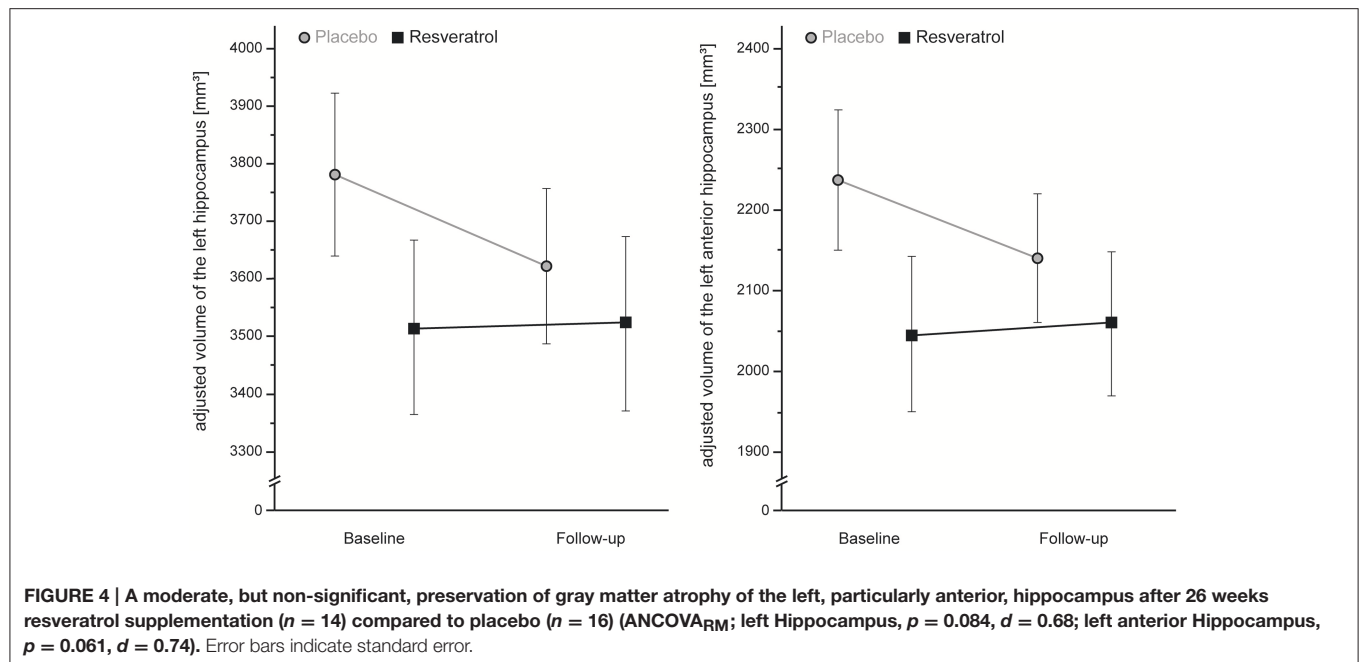 Placebo Resveratrol
adjusted volume of the left hippocampus [mm³]
4000
3900
3800
3700
3600
3500
3400
3300
0
Baseline Follow-up
Placebo Resveratrol
adjusted volume of the left anterior hippocampus [mm³]
2400
2300
2200
2100
2000
1900
0
Baseline Follow-up
FIGURE 4 | A moderate, but non-significant, preservation of gray matter atrophy of the left, particularly anterior, hippocampus after 26 weeks
resveratrol supplementation (n = 14) compared to placebo (n = 16) (ANCOVA_RM; left Hippocampus, p = 0.084, d = 0.68; left anterior Hippocampus,
p = 0.061, d = 0.74). Error bars indicate standard error.